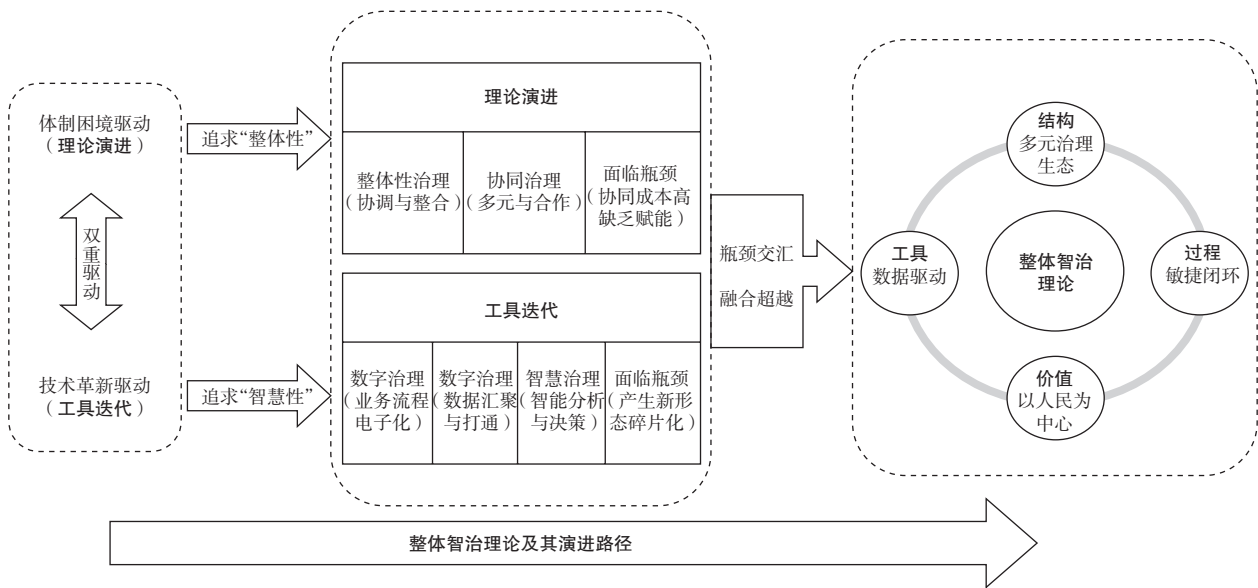 体制困境驱动
（理论演进）
双重驱动
技术革新驱动
（工具迭代）
追求“整体性”
追求“智慧性”
理论演进
整体性治理
（协调与整合）
协同治理
（多元与合作）
面临瓶颈
（协同成本高
缺乏赋能）
工具迭代
数字治理
（业务流程
电子化）
数字治理
（数据汇聚
与打通）
智慧治理
（智能分析
与决策）
面临瓶颈
（产生新形
态碎片化）
瓶颈交汇
融合超越
结构
多元治理
生态
工具
数据驱动
整体智治
理论
过程
敏捷闭环
价值
以人民为
中心
整体智治理论及其演进路径